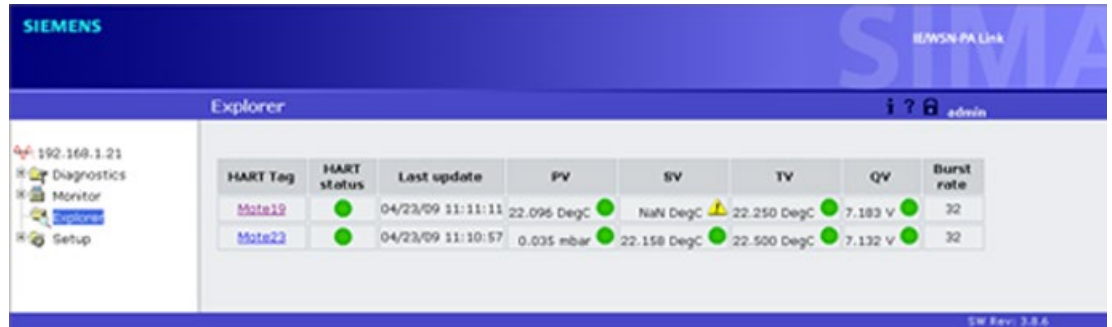 SIEMENS
SIMA
IE/WSN-PA Link
Explorer
i ? admin
192.168.1.21
Diagnostics
Monitor
Explorer
Setup
HART Tag HART status Last update PV SV TV QV Burst rate
Mote19 04/23/09 11:11:11 22.096 DegC NaN DegC 22.250 DegC 7.183 V 32
Mote23 04/23/09 11:10:57 0.035 mbar 22.158 DegC 22.500 DegC 7.132 V 32
SW Rev: 3.8.6